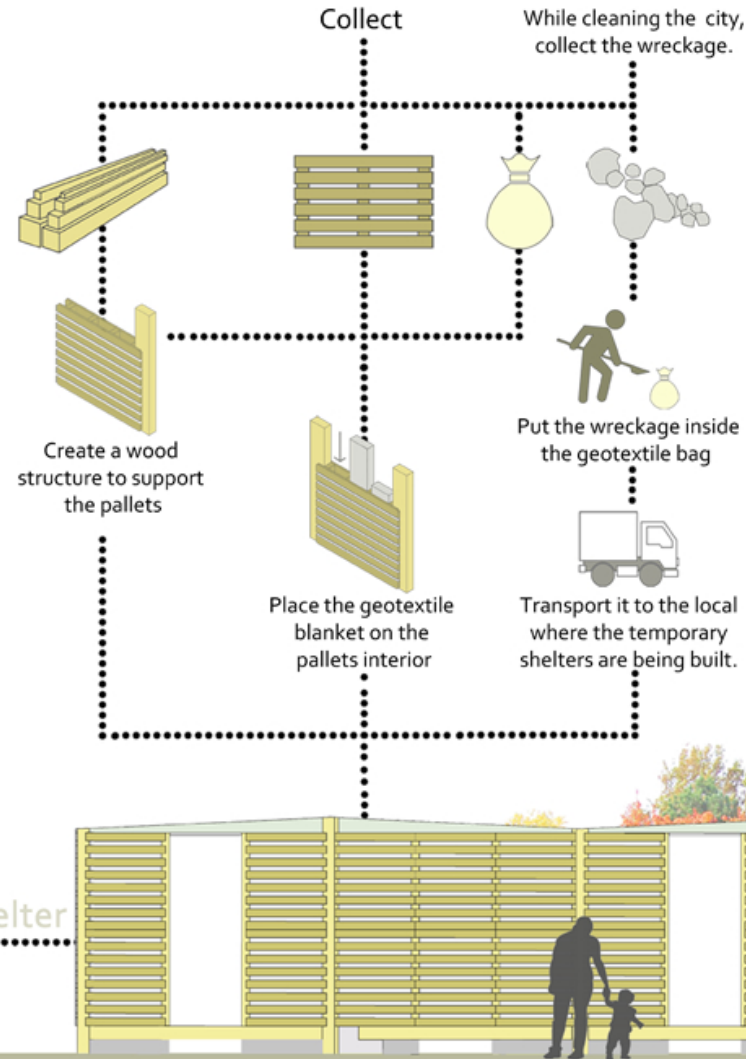 Collect
While cleaning the city,
collect the wreckage.
Create a wood
structure to support
the pallets
Put the wreckage inside
the geotextile bag
Place the geotextile
blanket on the
pallets interior
Transport it to the local
where the temporary
shelters are being built.
elter